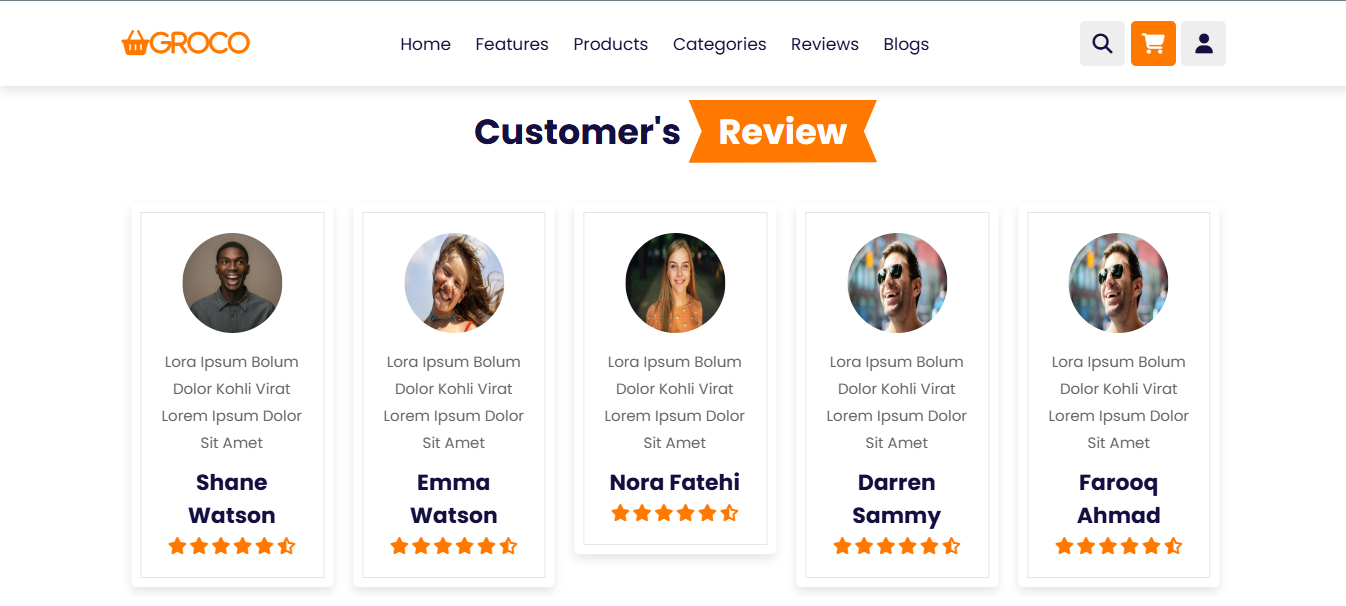 GROCO
Home Features Products Categories Reviews Blogs
Customer's Review
Lora Ipsum Bolum
Dolor Kohli Virat
Lorem Ipsum Dolor
Sit Amet
Shane
Watson
Lora Ipsum Bolum
Dolor Kohli Virat
Lorem Ipsum Dolor
Sit Amet
Emma
Watson
Lora Ipsum Bolum
Dolor Kohli Virat
Lorem Ipsum Dolor
Sit Amet
Nora Fatehi
Lora Ipsum Bolum
Dolor Kohli Virat
Lorem Ipsum Dolor
Sit Amet
Darren
Sammy
Lora Ipsum Bolum
Dolor Kohli Virat
Lorem Ipsum Dolor
Sit Amet
Farooq
Ahmad